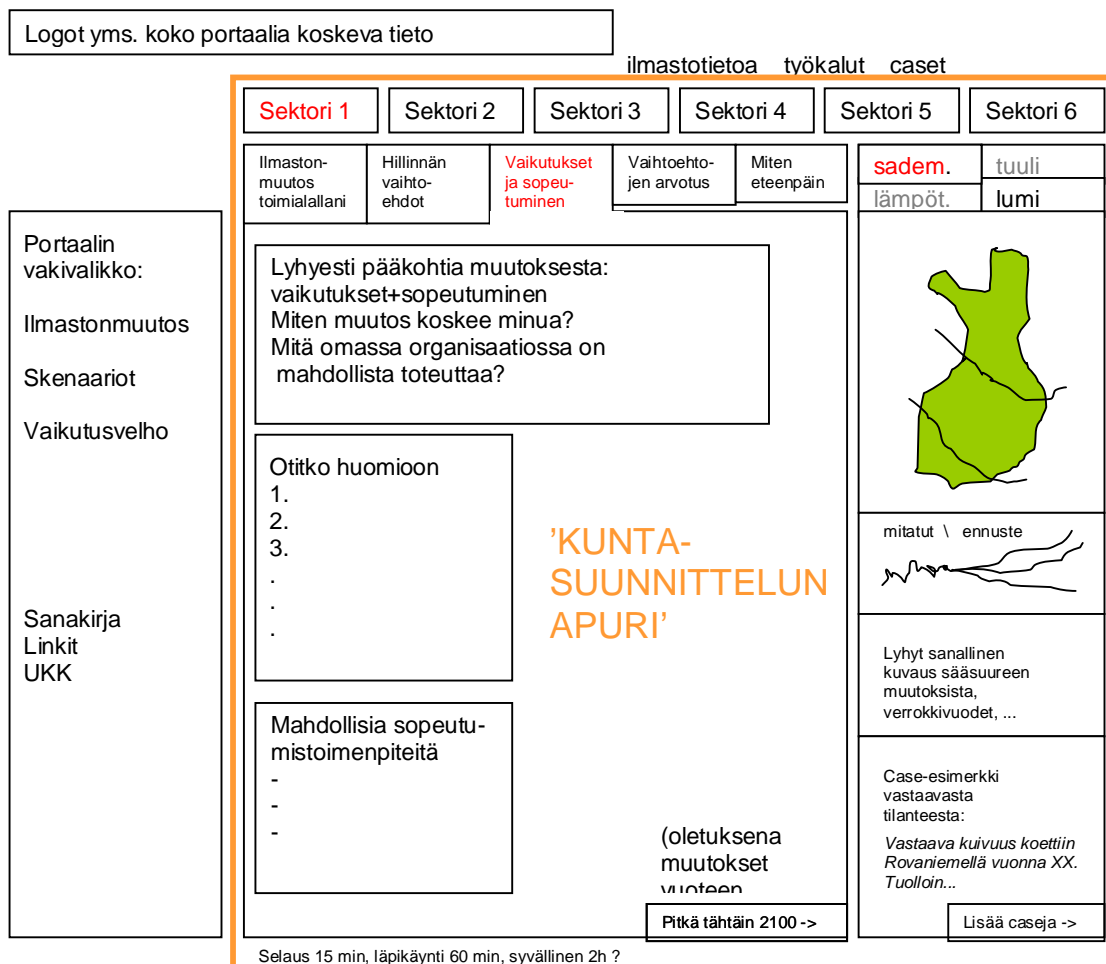 Logot yms. koko portaalia koskeva tieto
ilmastotietoa työkalut caset
Sektori 1
Sektori 2
Sektori 3
Sektori 4
Sektori 5
Sektori 6
Ilmaston-
muutos
toimialallani
Hillinnän
vaihto-
ehdot
Vaikutukset
ja sopeu-
tuminen
Vaihtoehto-
jen arvotus
Miten
eteenpäin
sadem.
tuuli
lämpöt.
lumi
Portaalin
vakivalikko:
Ilmastonmuutos
Skenaariot
Vaikutusvelho
Sanakirja
Linkit
UKK
Lyhyesti pääkohtia muutoksesta:
vaikutukset+sopeutuminen
Miten muutos koskee minua?
Mitä omassa organisaatiossa on
mahdollista toteuttaa?
Otitko huomioon
1.
2.
3.
.
.
.
'KUNTA-
SUUNNITTELUN
APURI'
Mahdollisia sopeutu-
mistoimenpiteitä
-
-
-
(oletuksena
muutokset
vuoteen
Pitkä tähtäin 2100 ->
mitatut \ ennuste
Lyhyt sanallinen
kuvaus sääsuureen
muutoksista,
verrokkivuodet, ...
Case-esimerkki
vastaavasta
tilanteesta:
Vastaava kuivuus koettiin
Rovaniemellä vuonna XX.
Tuolloin...
Lisää caseja ->
Selaus 15 min, läpikäynti 60 min, syvällinen 2h ?